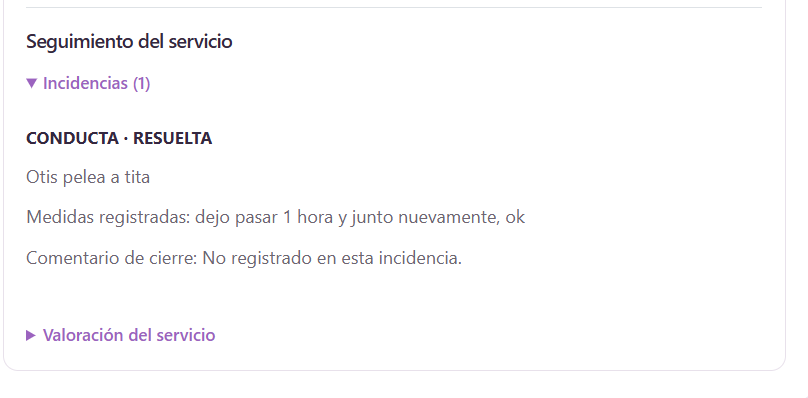 Seguimiento del servicio
▼ Incidencias (1)
CONDUCTA · RESUELTA
Otis pelea a tita
Medidas registradas: dejo pasar 1 hora y junto nuevamente, ok
Comentario de cierre: No registrado en esta incidencia.
▶ Valoración del servicio